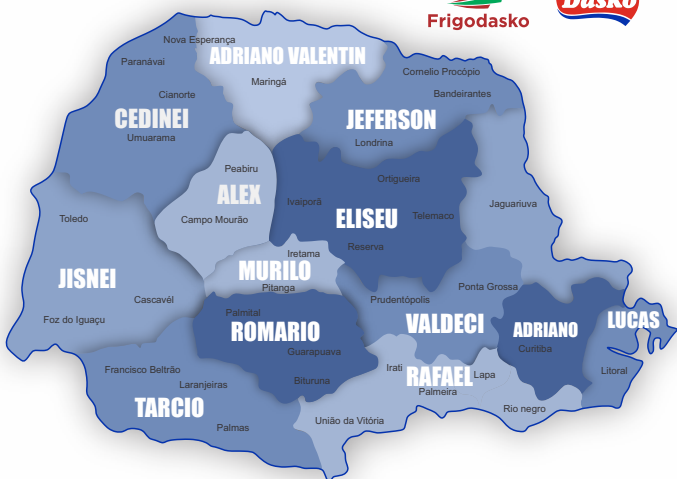 Frigodasko
Dasko
Nova Esperança
ADRIANO VALENTIN
Paranávai
Maringá
Cornelio Procópio
Cianorte
Bandeirantes
CEDINEI
JEFERSON
Umuarama
Londrina
Peabiru
Ortigueira
ALEX
Ivaiporã
Jaguariuva
Toledo
Campo Mourão
ELISEU
Telemaco
Reserva
Iretama
JISNEI
MURILO
Pitanga
Ponta Grossa
Cascavél
Prudentópolis
Palmital
Foz do Iguaçu
ROMARIO
VALDECI
ADRIANO
LUCAS
Guarapuava
Curitiba
Francisco Beltrão
Irati
RAFAEL
Lapa
Litoral
Laranjeiras
Bituruna
Palmeira
TARCIO
Rio negro
União da Vitória
Palmas